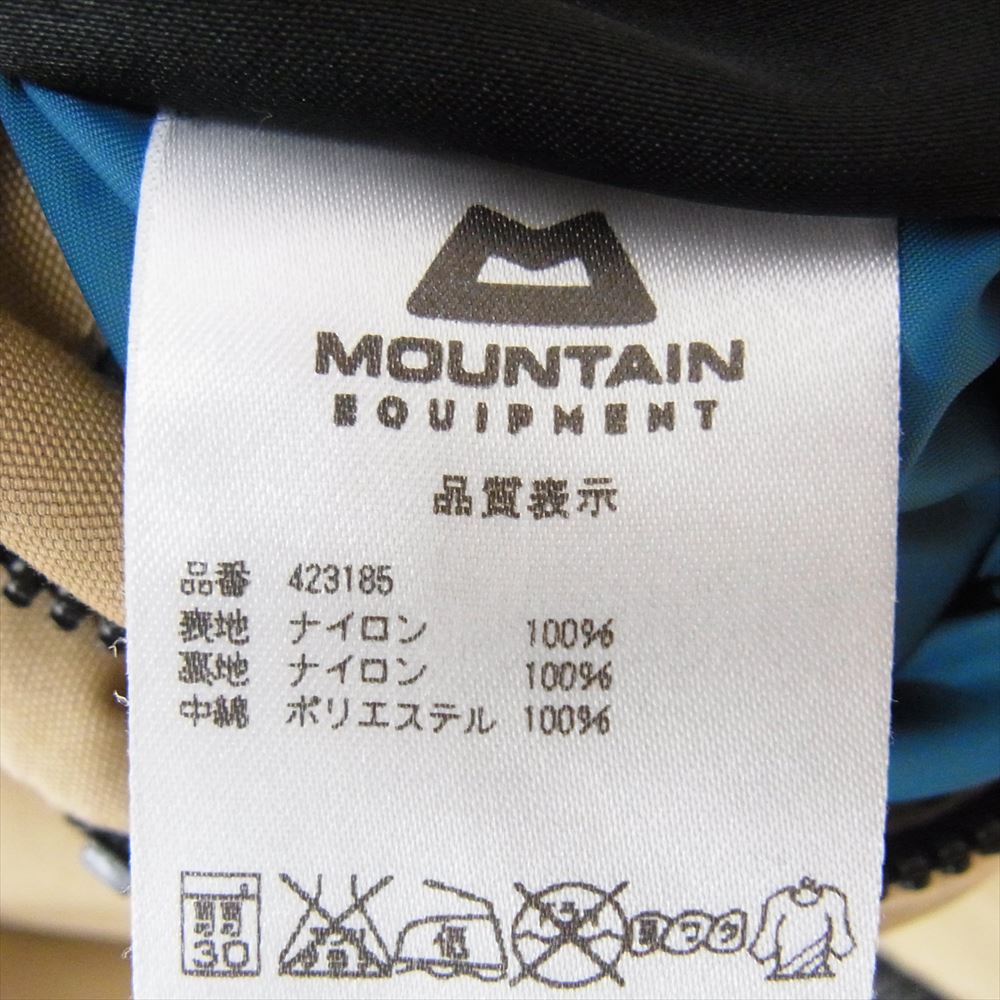 MOUNTAIN
EQUIPMENT
品質表示
品番 423185
表地 ナイロン 100%
裏地 ナイロン 100%
中綿 ポリエステル 100%
30 低